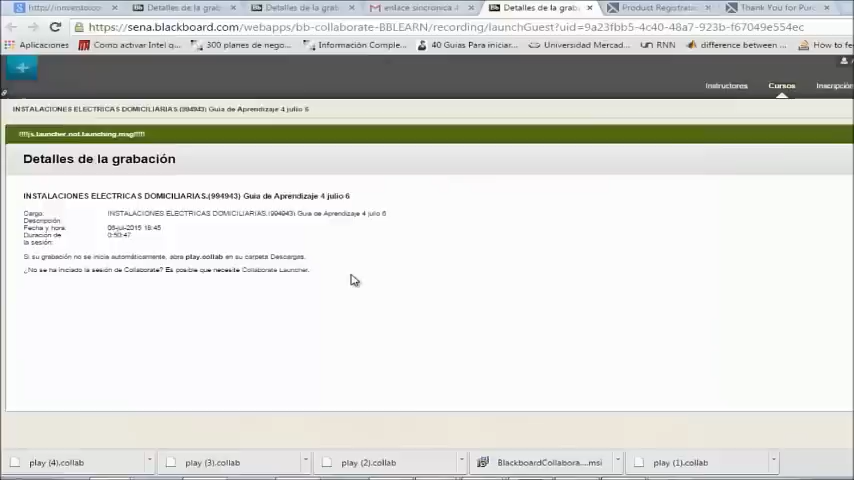 https://sena.blackboard.com/webapps/bb-collaborate-BBLEARN/recording/launchGuest?uid=9a23fbb5-4c40-48a7-923b-f67049e554ec
Detalles de la grab
Detalles de la grab
enlace sincronica 4
Detalles de la grab
Product Registratio
Thank You for Purc
Aplicaciones
Como activar Intel q...
300 planes de nego...
Información Comple...
40 Guias Para iniciar...
Universidad Mercad...
RNN
difference between ...
How to fe
Instructores
Cursos
Inscripción
INSTALACIONES ELECTRICAS DOMICILIARIAS.(994943) Guia de Aprendizaje 4 julio 6
!!!!!js.launcher.not.launching.msg!!!!!
Detalles de la grabación
INSTALACIONES ELECTRICAS DOMICILIARIAS.(994943) Guia de Aprendizaje 4 julio 6
Cargo: INSTALACIONES ELECTRICAS DOMICILIARIAS.(994943) Guia de Aprendizaje 4 julio 6
Descripción
Fecha y hora: 06-jul-2015 18:45
Duración de 0:50:47
la sesión:
Si su grabación no se inicia automáticamente, abra play.collab en su carpeta Descargas.
¿No se ha iniciado la sesión de Collaborate? Es posible que necesite Collaborate Launcher.
play (4).collab
play (3).collab
play (2).collab
BlackboardCollabora....msi
play (1).collab